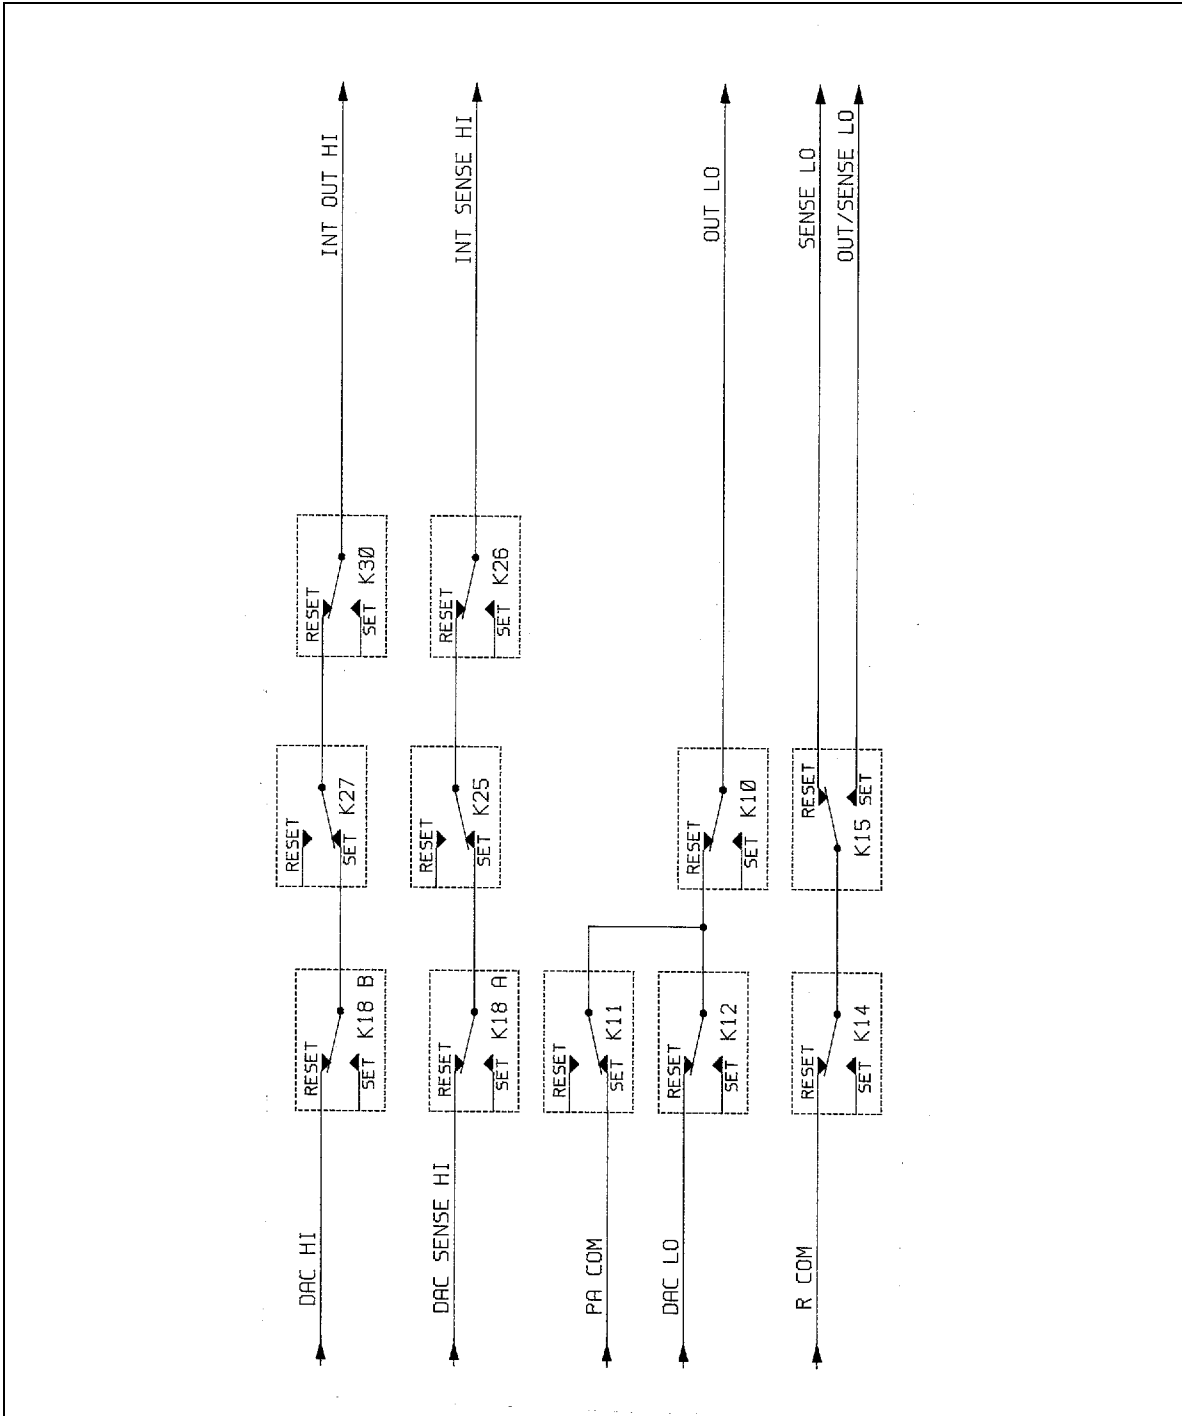 INT OUT HI
INT SENSE HI
OUT LO
SENSE LO
OUT/SENSE LO
RESET
SET
K30
RESET
SET
K26
RESET
SET
K27
RESET
SET
K25
RESET
SET
K10
RESET
SET
K15
RESET
SET
K18 B
RESET
SET
K18 A
RESET
SET
K11
RESET
SET
K12
RESET
SET
K14
DAC HI
DAC SENSE HI
PA COM
DAC LO
R COM